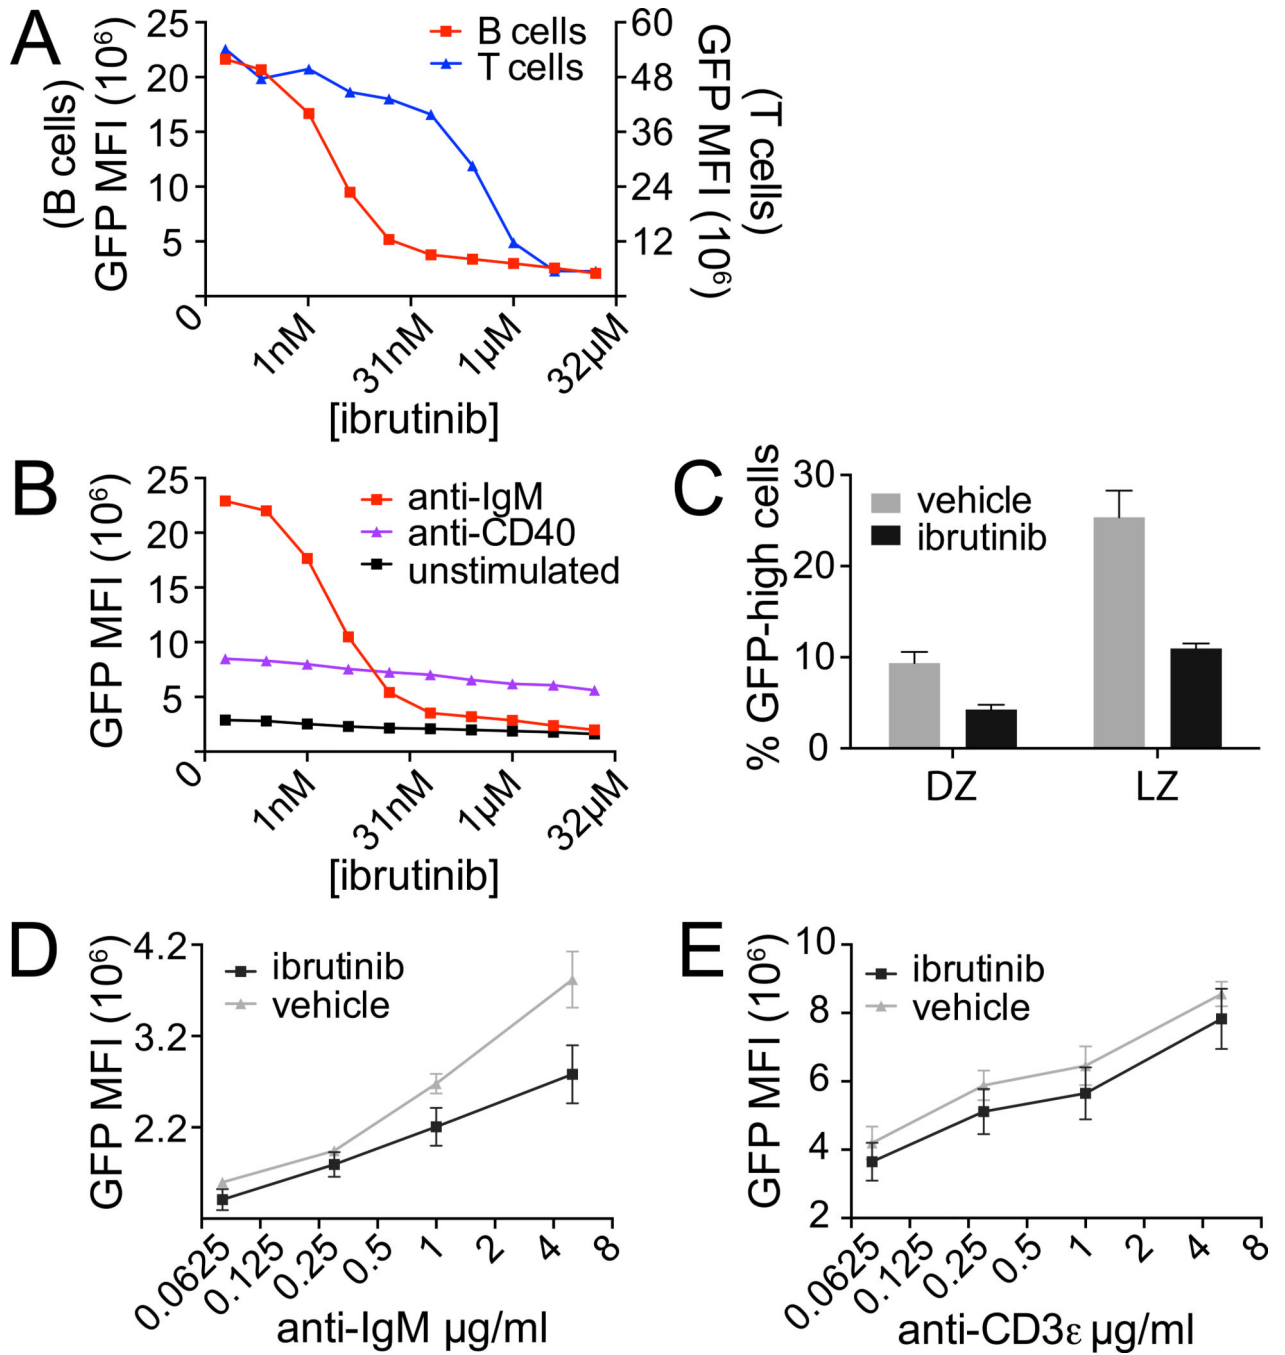 A
(B cells)
GFP MFI (10⁶)
25
20
15
10
5
B cells
T cells
60
48
36
24
12
GFP MFI (10⁶)
(T cells)
0
1nM
31nM
1µM
32µM
[ibrutinib]
B
GFP MFI (10⁶)
25
20
15
10
5
anti-IgM
anti-CD40
unstimulated
0
1nM
31nM
1µM
32µM
[ibrutinib]
C
% GFP-high cells
30
20
10
0
vehicle
ibrutinib
DZ
LZ
D
GFP MFI (10⁶)
4.2
3.2
2.2
ibrutinib
vehicle
0.0625
0.125
0.25
0.5
1
2
4
8
anti-IgM µg/ml
E
GFP MFI (10⁶)
10
8
6
4
2
ibrutinib
vehicle
0.0625
0.125
0.25
0.5
1
2
4
8
anti-CD3ε µg/ml